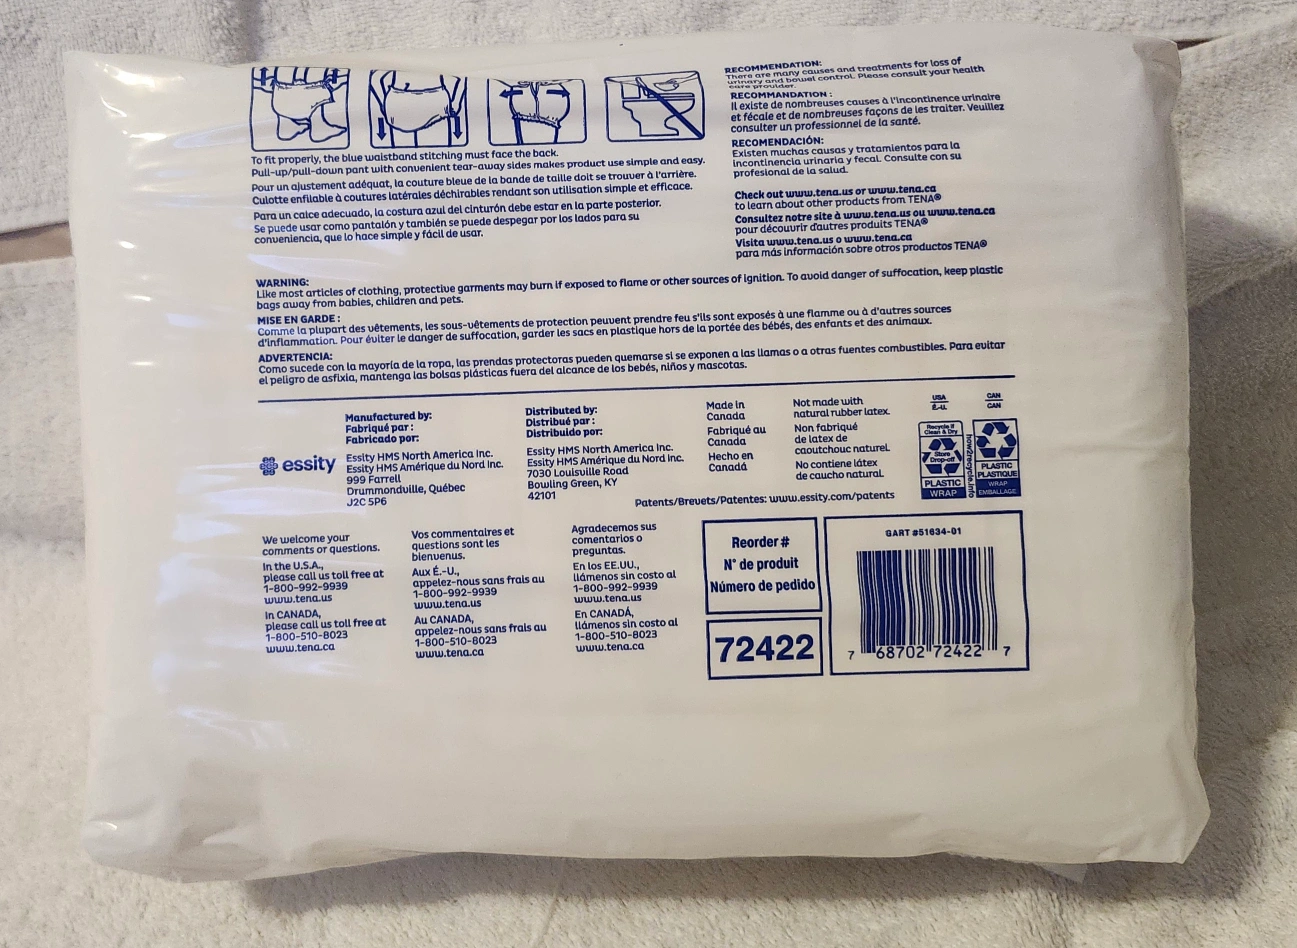 To fit properly, the blue waistband stitching must face the back.
Pull-up/pull-down pant with convenient tear-away sides makes product use simple and easy.
Pour un ajustement adéquat, la couture bleue de la bande de taille doit se trouver à l'arrière.
Culotte enfilable à coutures latérales déchirables rendant son utilisation simple et efficace.
Para un calce adecuado, la costura azul del cinturón debe estar en la parte posterior.
Se puede usar como pantalón y también se puede despegar por los lados para su
conveniencia, que lo hace simple y fácil de usar.
RECOMMENDATION:
There are many causes and treatments for loss of
urinary and bowel control. Please consult your health
care provider.
RECOMMANDATION :
Il existe de nombreuses causes à l'incontinence urinaire
et fécale et de nombreuses façons de les traiter. Veuillez
consulter un professionnel de la santé.
RECOMENDACIÓN:
Existen muchas causas y tratamientos para la
incontinencia urinaria y fecal. Consulte con su
profesional de la salud.
Check out www.tena.us or www.tena.ca
to learn about other products from TENA®
Consultez notre site à www.tena.us ou www.tena.ca
pour découvrir d'autres produits TENA®
Visita www.tena.us o www.tena.ca
para más información sobre otros productos TENA®
WARNING:
Like most articles of clothing, protective garments may burn if exposed to flame or other sources of ignition. To avoid danger of suffocation, keep plastic
bags away from babies, children and pets.
MISE EN GARDE :
Comme la plupart des vêtements, les sous-vêtements de protection peuvent prendre feu s'ils sont exposés à une flamme ou à d'autres sources
d'inflammation. Pour éviter le danger de suffocation, garder les sacs en plastique hors de la portée des bébés, des enfants et des animaux.
ADVERTENCIA:
Como sucede con la mayoría de la ropa, las prendas protectoras pueden quemarse si se exponen a las llamas o a otras fuentes combustibles. Para evitar
el peligro de asfixia, mantenga las bolsas plásticas fuera del alcance de los bebés, niños y mascotas.
essity
Manufactured by:
Fabriqué par :
Fabricado por:
Essity HMS North America Inc.
Essity HMS Amérique du Nord Inc.
999 Farrell
Drummondville, Québec
J2C 5P6
Distributed by:
Distribué par :
Distribuido por:
Essity HMS North America Inc.
Essity HMS Amérique du Nord Inc.
7030 Louisville Road
Bowling Green, KY
42101
Made in
Canada
Fabriqué au
Canada
Hecho en
Canadá
Not made with
natural rubber latex.
Non fabriqué
de latex de
caoutchouc naturel.
No contiene látex
de caucho natural.
Patents/Brevets/Patentes: www.essity.com/patents
USA
É.-U.
Recycle if
Clean & Dry
Store
Drop-off
PLASTIC
WRAP
how2recycle.info
CAN
CAN
PLASTIC
PLASTIQUE
WRAP
EMBALLAGE
We welcome your
comments or questions.
In the U.S.A.,
please call us toll free at
1-800-992-9939
www.tena.us
In CANADA,
please call us toll free at
1-800-510-8023
www.tena.ca
Vos commentaires et
questions sont les
bienvenus.
Aux É.-U.,
appelez-nous sans frais au
1-800-992-9939
www.tena.us
Au CANADA,
appelez-nous sans frais au
1-800-510-8023
www.tena.ca
Agradecemos sus
comentarios o
preguntas.
En los EE.UU.,
llámenos sin costo al
1-800-992-9939
www.tena.us
En CANADÁ,
llámenos sin costo al
1-800-510-8023
www.tena.ca
Reorder #
N° de produit
Número de pedido
72422
GART #51634-01
7 68702 72422 7